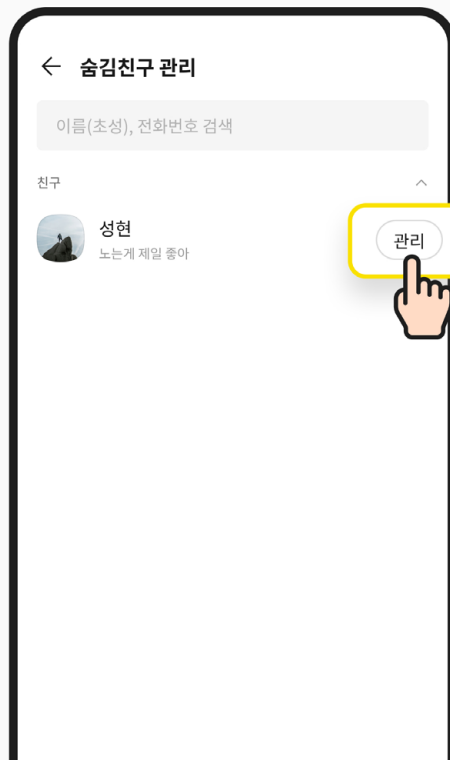 숨김친구 관리
이름(초성), 전화번호 검색
친구
성현
관리
노는게 제일 좋아